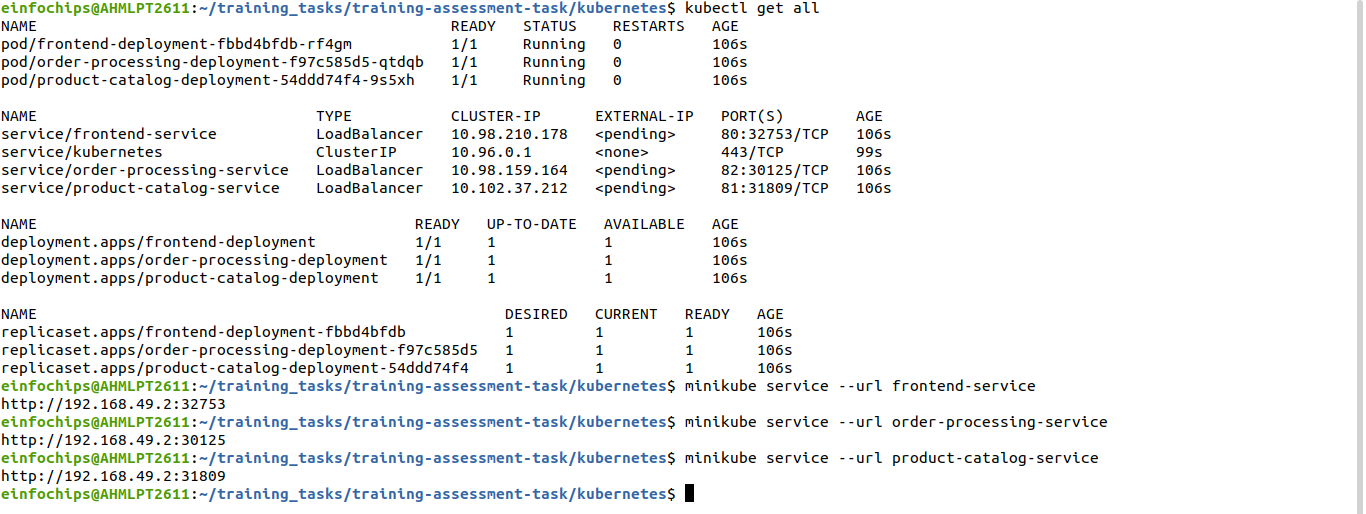 einfochips@AHMLPT2611:~/training_tasks/training-assessment-task/kubernetes$ kubectl get all
NAME                                              READY   STATUS    RESTARTS   AGE
pod/frontend-deployment-fbbd4bfdb-rf4gm           1/1     Running   0          106s
pod/order-processing-deployment-f97c585d5-qtdqb   1/1     Running   0          106s
pod/product-catalog-deployment-54ddd74f4-9s5xh    1/1     Running   0          106s

NAME                               TYPE           CLUSTER-IP      EXTERNAL-IP   PORT(S)        AGE
service/frontend-service           LoadBalancer   10.98.210.178   <pending>     80:32753/TCP   106s
service/kubernetes                 ClusterIP      10.96.0.1       <none>        443/TCP        99s
service/order-processing-service   LoadBalancer   10.98.159.164   <pending>     82:30125/TCP   106s
service/product-catalog-service    LoadBalancer   10.102.37.212   <pending>     81:31809/TCP   106s

NAME                                          READY   UP-TO-DATE   AVAILABLE   AGE
deployment.apps/frontend-deployment           1/1     1            1           106s
deployment.apps/order-processing-deployment   1/1     1            1           106s
deployment.apps/product-catalog-deployment    1/1     1            1           106s

NAME                                                    DESIRED   CURRENT   READY   AGE
replicaset.apps/frontend-deployment-fbbd4bfdb           1         1         1       106s
replicaset.apps/order-processing-deployment-f97c585d5   1         1         1       106s
replicaset.apps/product-catalog-deployment-54ddd74f4    1         1         1       106s
einfochips@AHMLPT2611:~/training_tasks/training-assessment-task/kubernetes$ minikube service --url frontend-service
http://192.168.49.2:32753
einfochips@AHMLPT2611:~/training_tasks/training-assessment-task/kubernetes$ minikube service --url order-processing-service
http://192.168.49.2:30125
einfochips@AHMLPT2611:~/training_tasks/training-assessment-task/kubernetes$ minikube service --url product-catalog-service
http://192.168.49.2:31809
einfochips@AHMLPT2611:~/training_tasks/training-assessment-task/kubernetes$